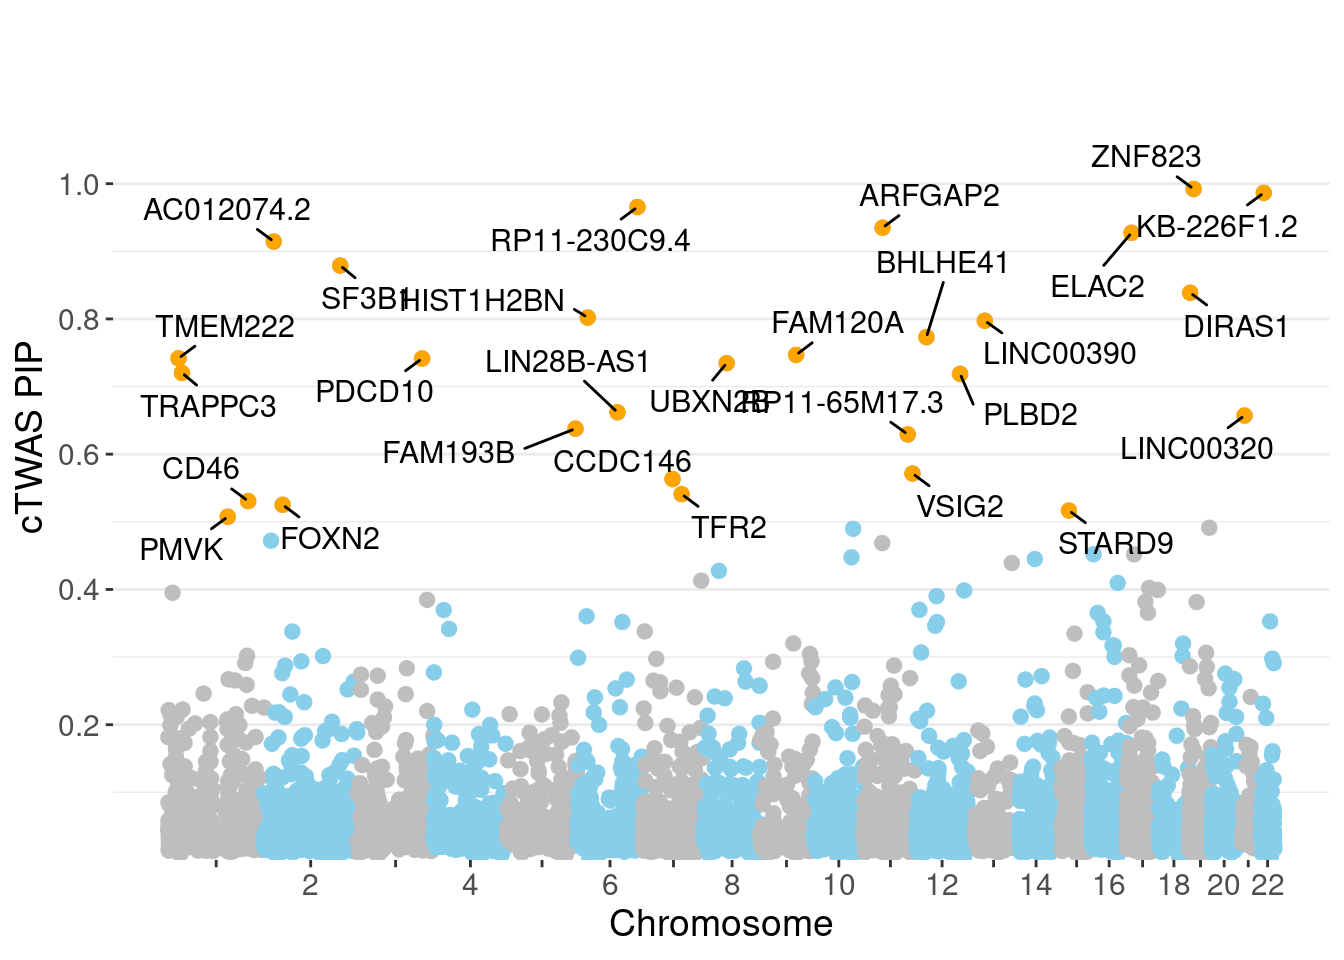 ZNF823
1.0
AC012074.2
ARFGAP2
KB-226F1.2
RP11-230C9.4
BHLHE41
ELAC2
SF3B1
HIST1H2BN
0.8
TMEM222
FAM120A
DIRAS1
LIN28B-AS1
LINC00390
PDCD10
TRAPPC3
UBXN2B
RP11-65M17.3
PLBD2
FAM193B
LINC00320
0.6
CD46
CCDC146
VSIG2
TFR2
PMVK
FOXN2
STARD9
0.4
0.2
cTWAS PIP
2 4 6 8 10 12 14 16 18 20 22
Chromosome